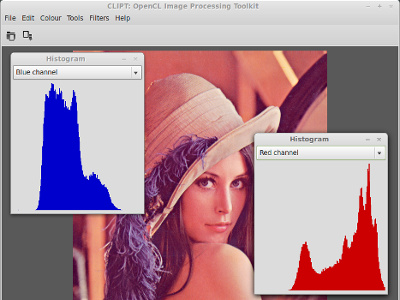 CLIPT: OpenCL Image Processing Toolkit
File Edit Colour Tools Filters Help
Histogram
Blue channel
Histogram
Red channel